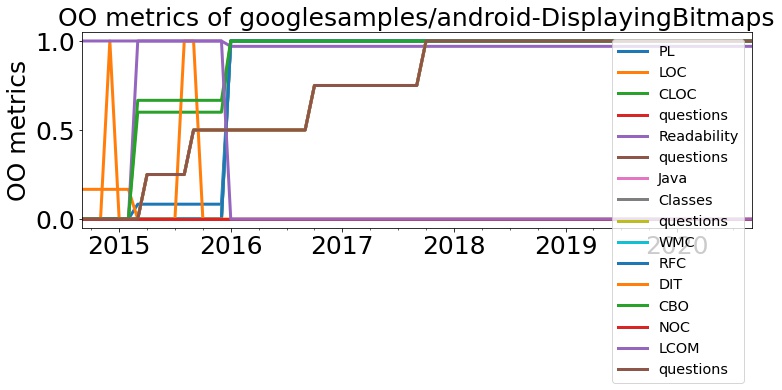 OO metrics of googlesamples/android-DisplayingBitmaps
OO metrics
1.0
0.5
0.0
2015
2016
2017
2018
2019
2020
PL
LOC
CLOC
questions
Readability
questions
Java
Classes
questions
WMC
RFC
DIT
CBO
NOC
LCOM
questions